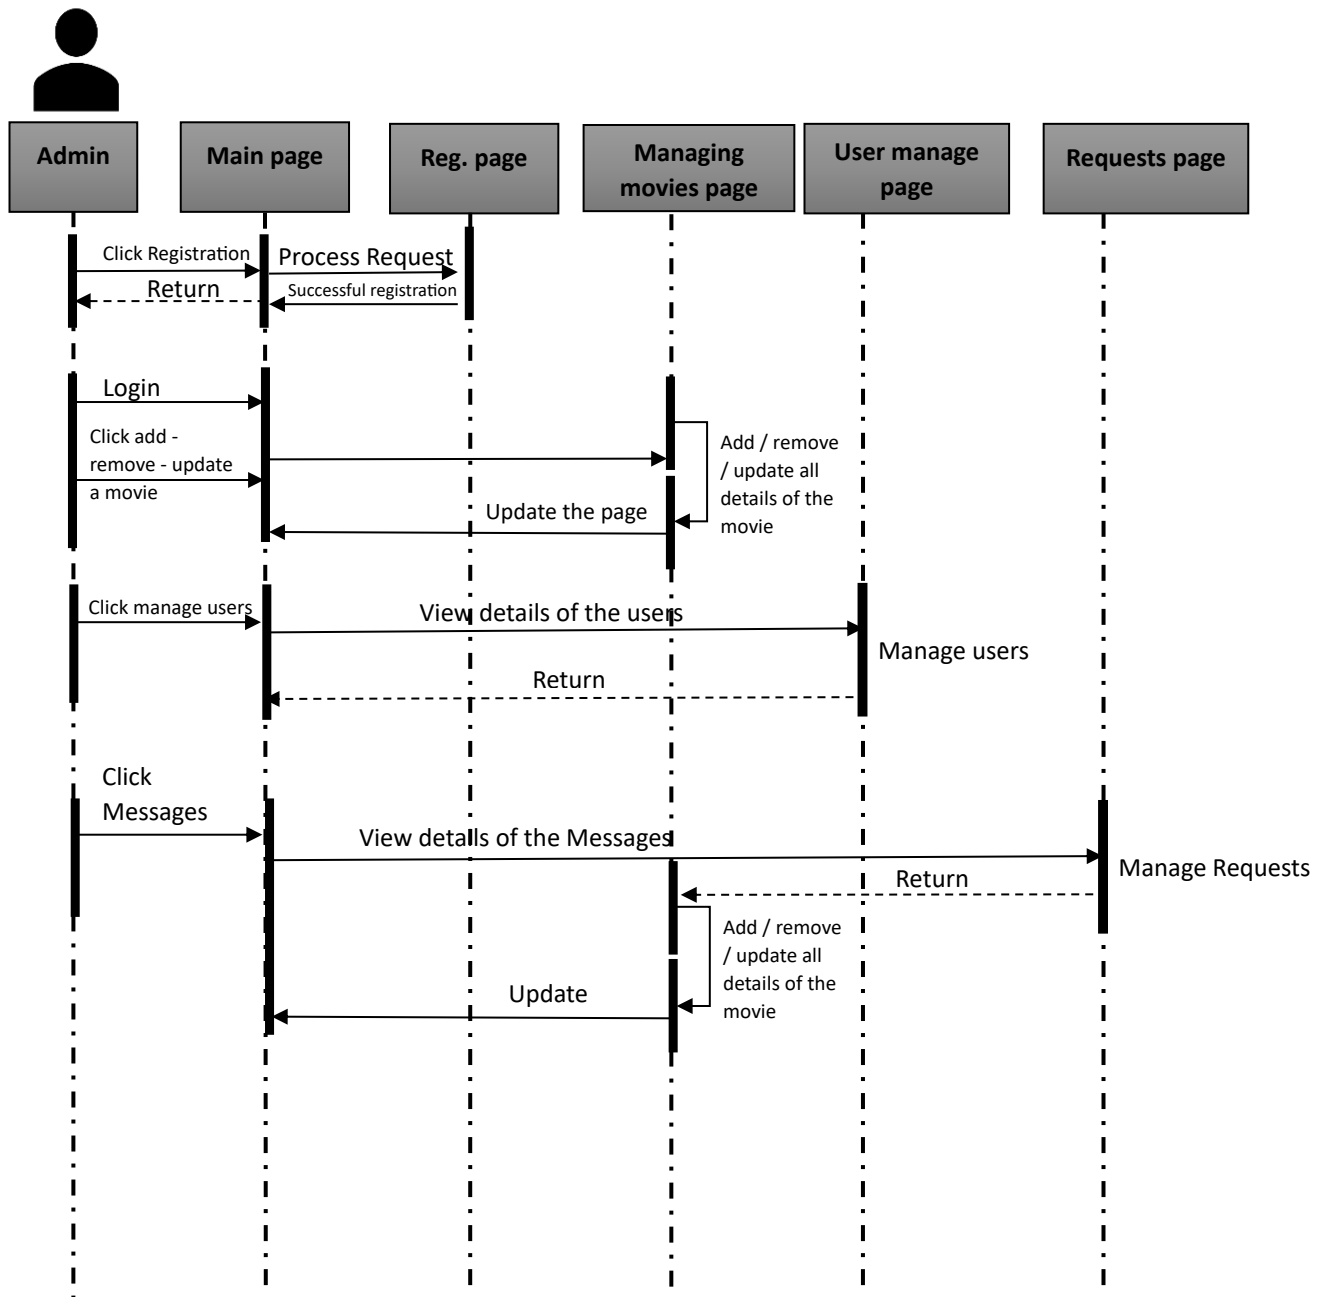 Admin
Main page
Reg. page
Managing
movies page
User manage
page
Requests page
Click Registration
Process Request
Return
Successful registration
Login
Click add -
remove - update
a movie
Add / remove
/ update all
details of the
movie
Update the page
Click manage users
View details of the users
Manage users
Return
Click
Messages
View details of the Messages
Manage Requests
Return
Add / remove
/ update all
details of the
movie
Update